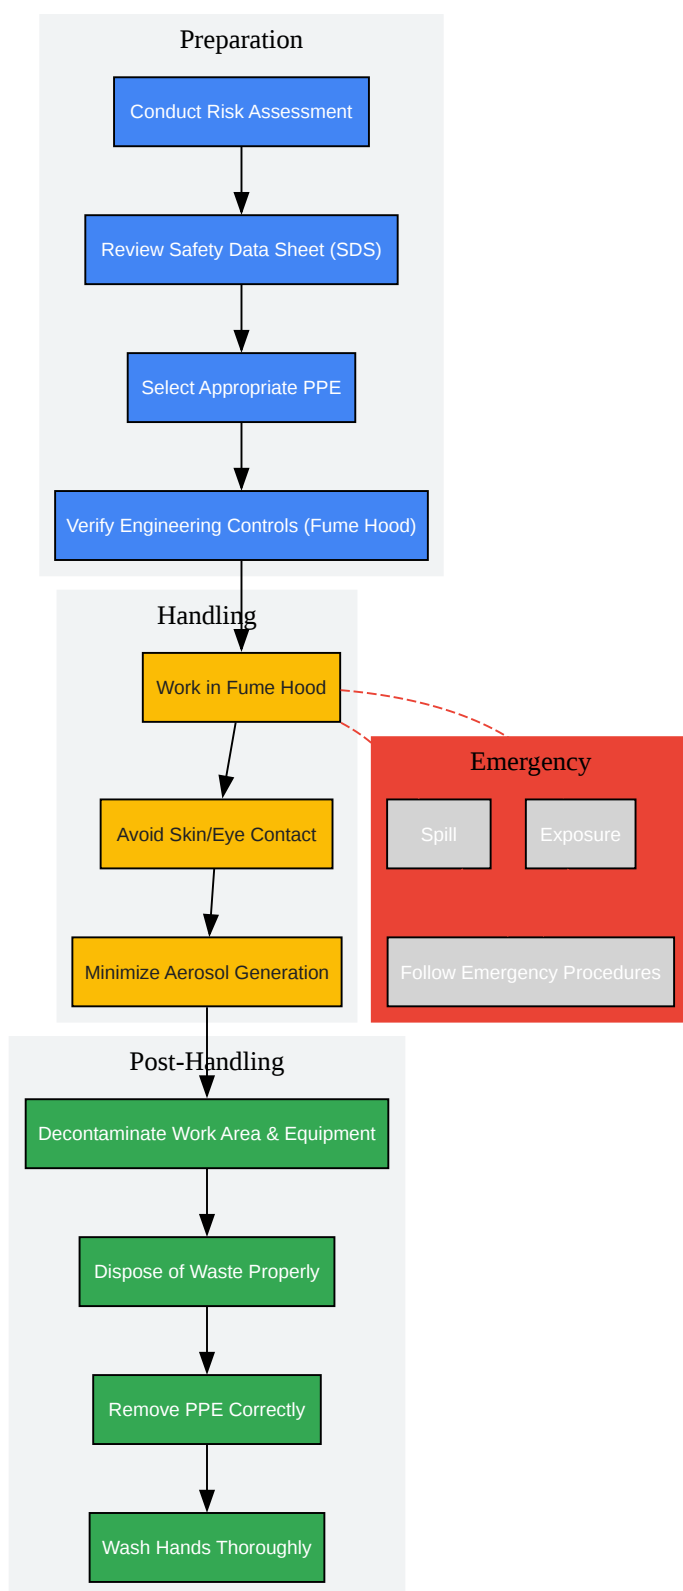 Preparation
Conduct Risk Assessment
Review Safety Data Sheet (SDS)
Select Appropriate PPE
Verify Engineering Controls (Fume Hood)
Handling
Work in Fume Hood
Avoid Skin/Eye Contact
Minimize Aerosol Generation
Emergency
Spill
Exposure
Follow Emergency Procedures
Post-Handling
Decontaminate Work Area & Equipment
Dispose of Waste Properly
Remove PPE Correctly
Wash Hands Thoroughly